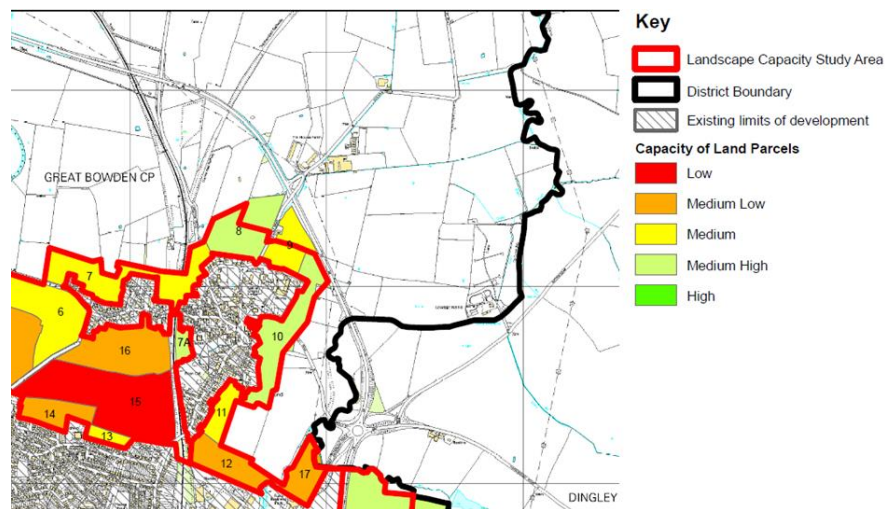 Key
Landscape Capacity Study Area
District Boundary
Existing limits of development
Capacity of Land Parcels
Low
Medium Low
Medium
Medium High
High
GREAT BOWDEN CP
8
9
7
6
10
7A
16
15
14
11
13
12
17
DINGLEY